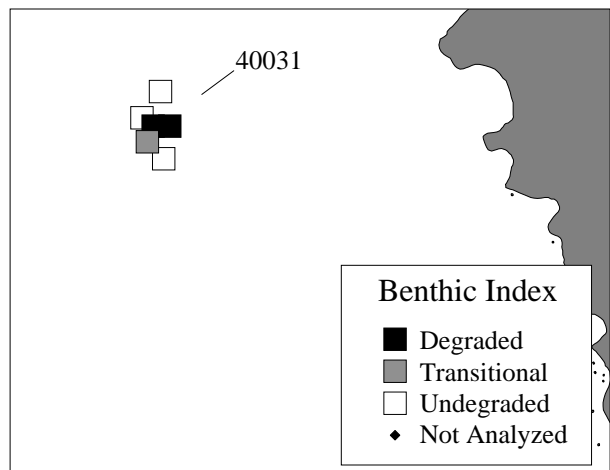 40031
Benthic Index
Degraded
Transitional
Undegraded
Not Analyzed